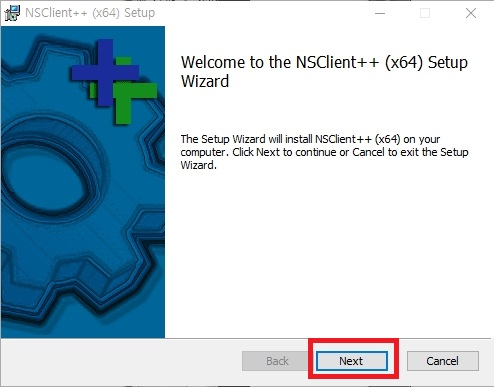 NSClient++ (x64) Setup
Welcome to the NSClient++ (x64) Setup
Wizard
The Setup Wizard will install NSClient++ (x64) on your
computer. Click Next to continue or Cancel to exit the Setup
Wizard.
Back Next Cancel